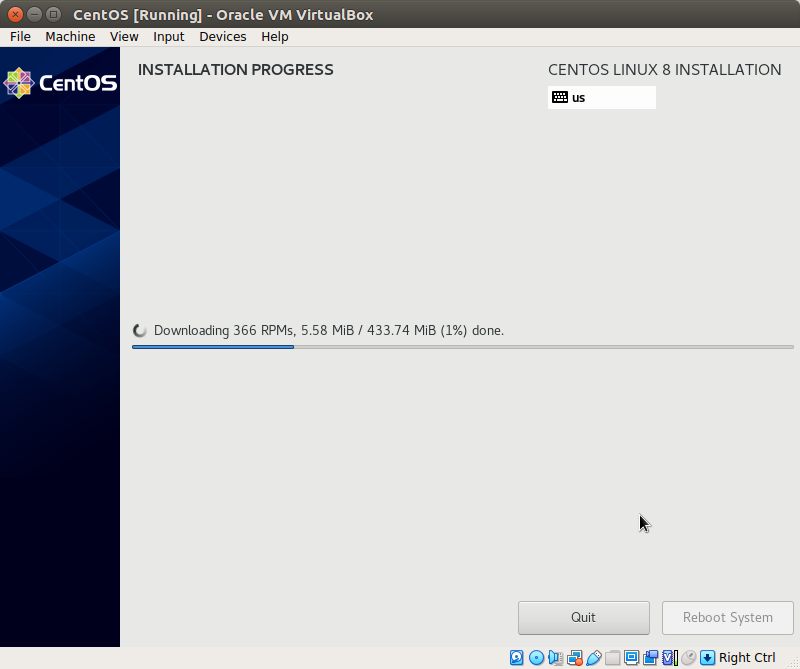 CentOS [Running] - Oracle VM VirtualBox
File Machine View Input Devices Help
CentOS
INSTALLATION PROGRESS
CENTOS LINUX 8 INSTALLATION
us
Downloading 366 RPMs, 5.58 MiB / 433.74 MiB (1%) done.
Quit
Reboot System
Right Ctrl